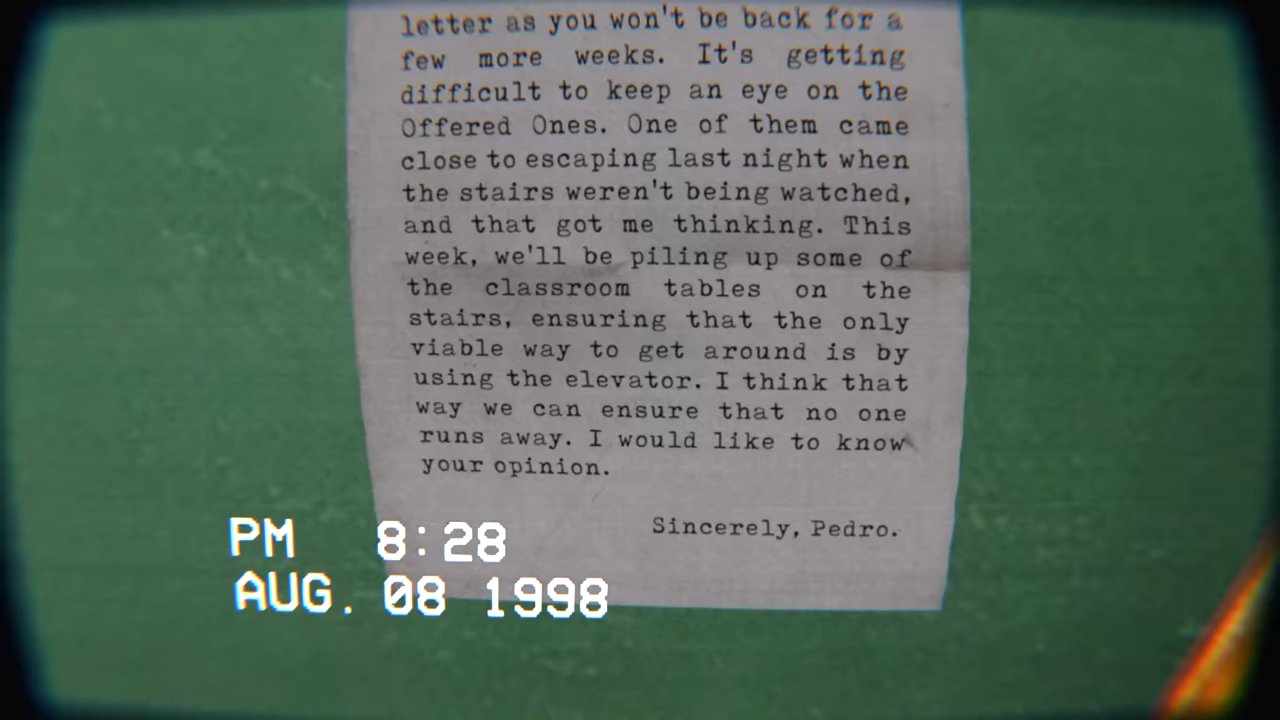 letter as you won't be back for a
few more weeks. It's getting
difficult to keep an eye on the
Offered Ones. One of them came
close to escaping last night when
the stairs weren't being watched,
and that got me thinking. This
week, we'll be piling up some of
the classroom tables on the
stairs, ensuring that the only
viable way to get around is by
using the elevator. I think that
way we can ensure that no one
runs away. I would like to know
your opinion.
Sincerely, Pedro.
PM 8:28
AUG. 08 1998